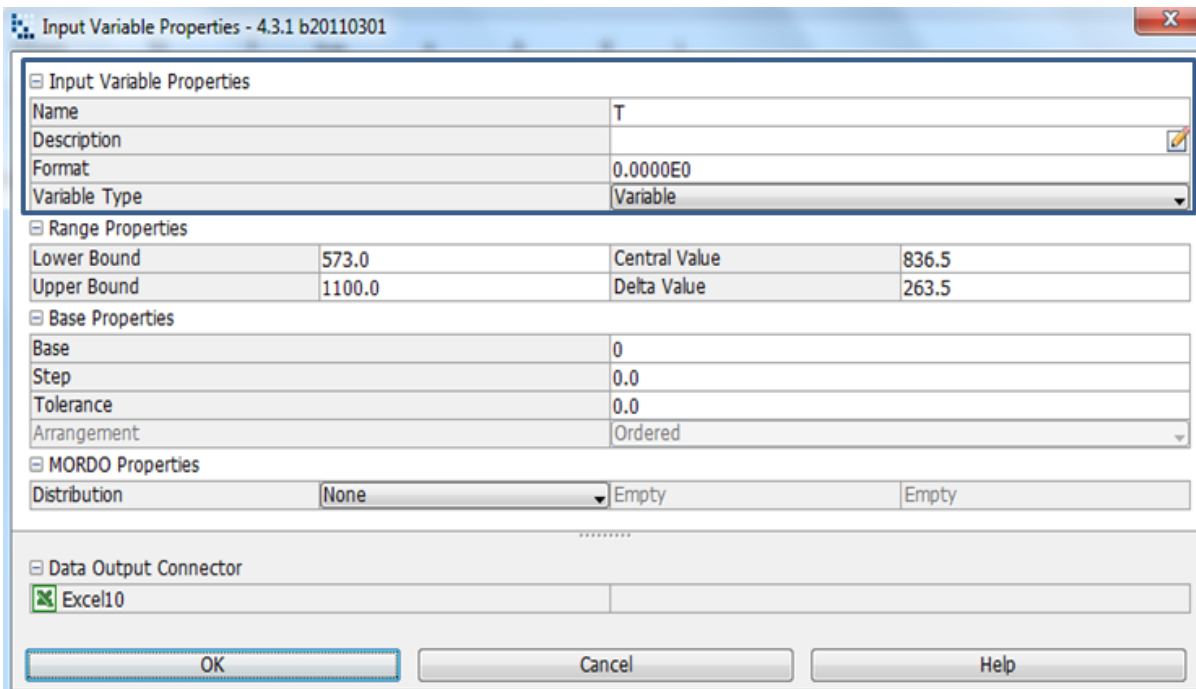 Input Variable Properties - 4.3.1 b20110301
Input Variable Properties
Name T
Description
Format 0.0000E0
Variable Type Variable
Range Properties
Lower Bound 573.0 Central Value 836.5
Upper Bound 1100.0 Delta Value 263.5
Base Properties
Base 0
Step 0.0
Tolerance 0.0
Arrangement Ordered
MORDO Properties
Distribution None Empty Empty
Data Output Connector
Excel10
OK Cancel Help